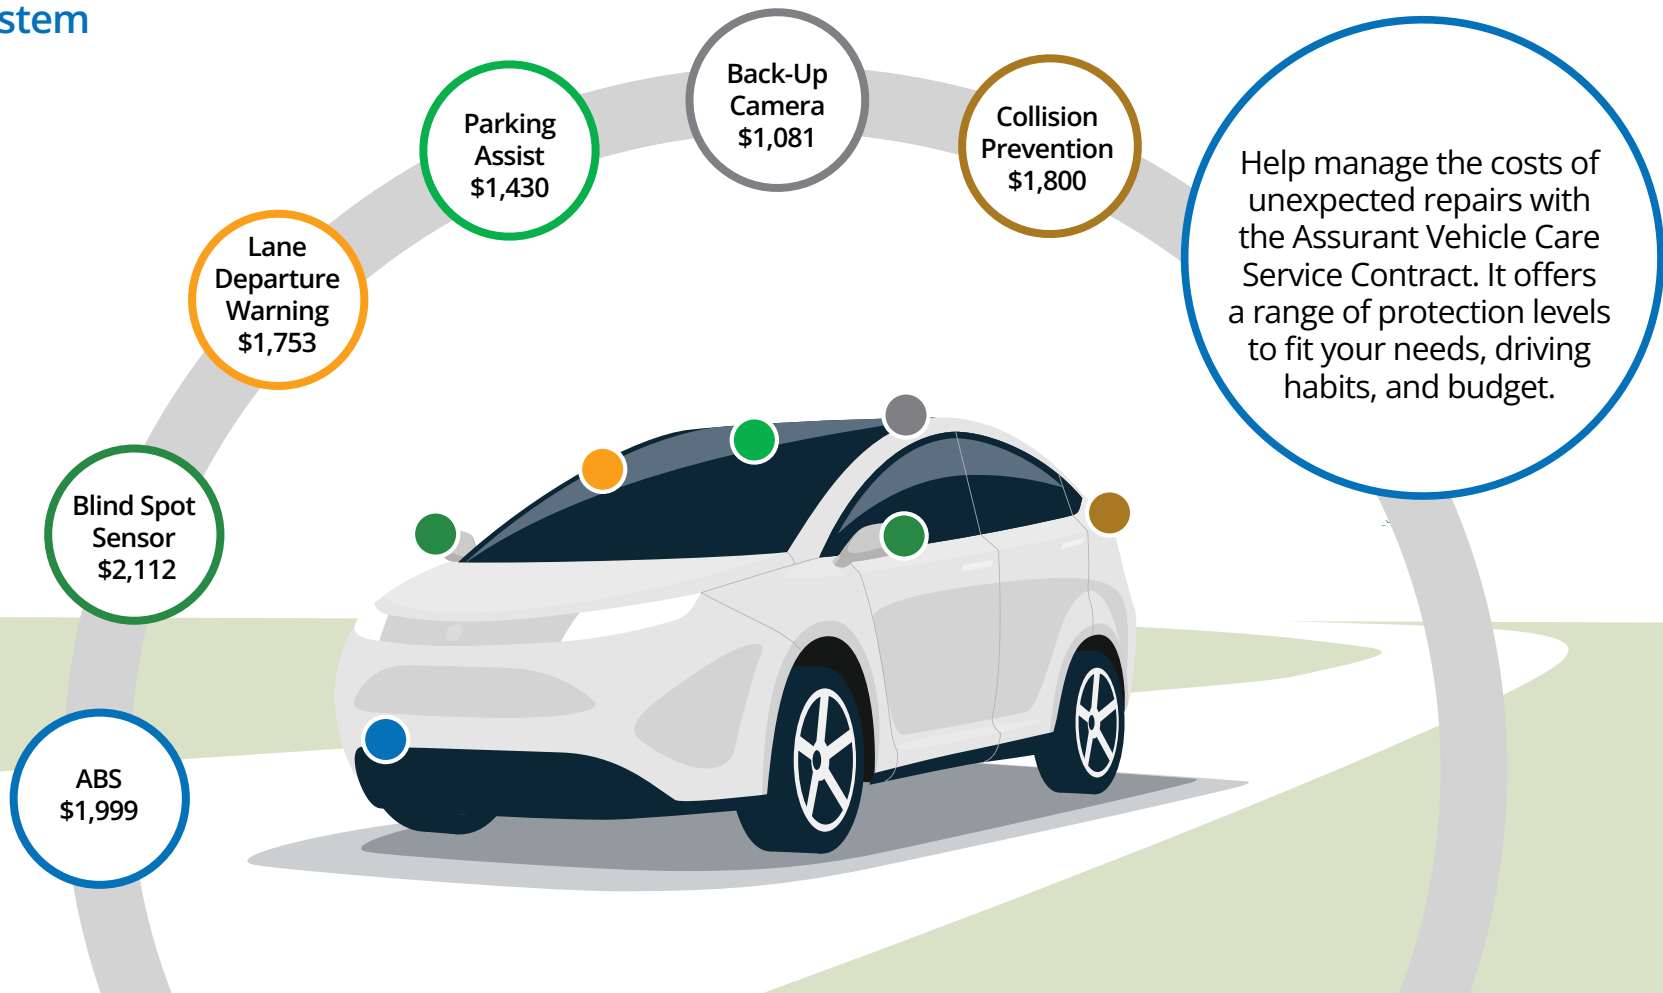 stem
Back-Up
Camera
$1,081
Parking
Assist
$1,430
Collision
Prevention
$1,800
Help manage the costs of
unexpected repairs with
the Assurant Vehicle Care
Service Contract. It offers
a range of protection levels
to fit your needs, driving
habits, and budget.
Lane
Departure
Warning
$1,753
Blind Spot
Sensor
$2,112
ABS
$1,999